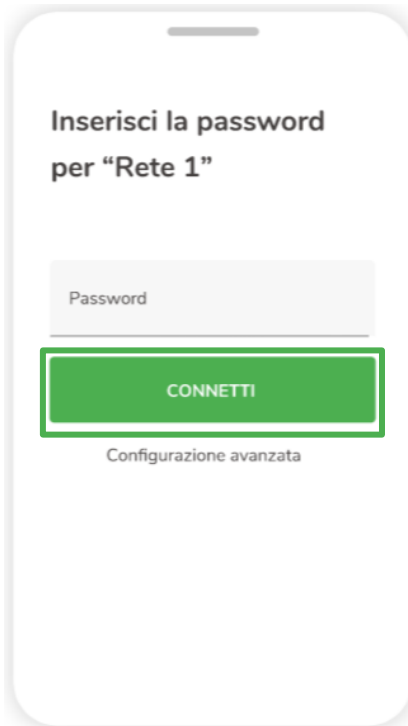 Inserisci la password
per “Rete 1”
Password
CONNETTI
Configurazione avanzata